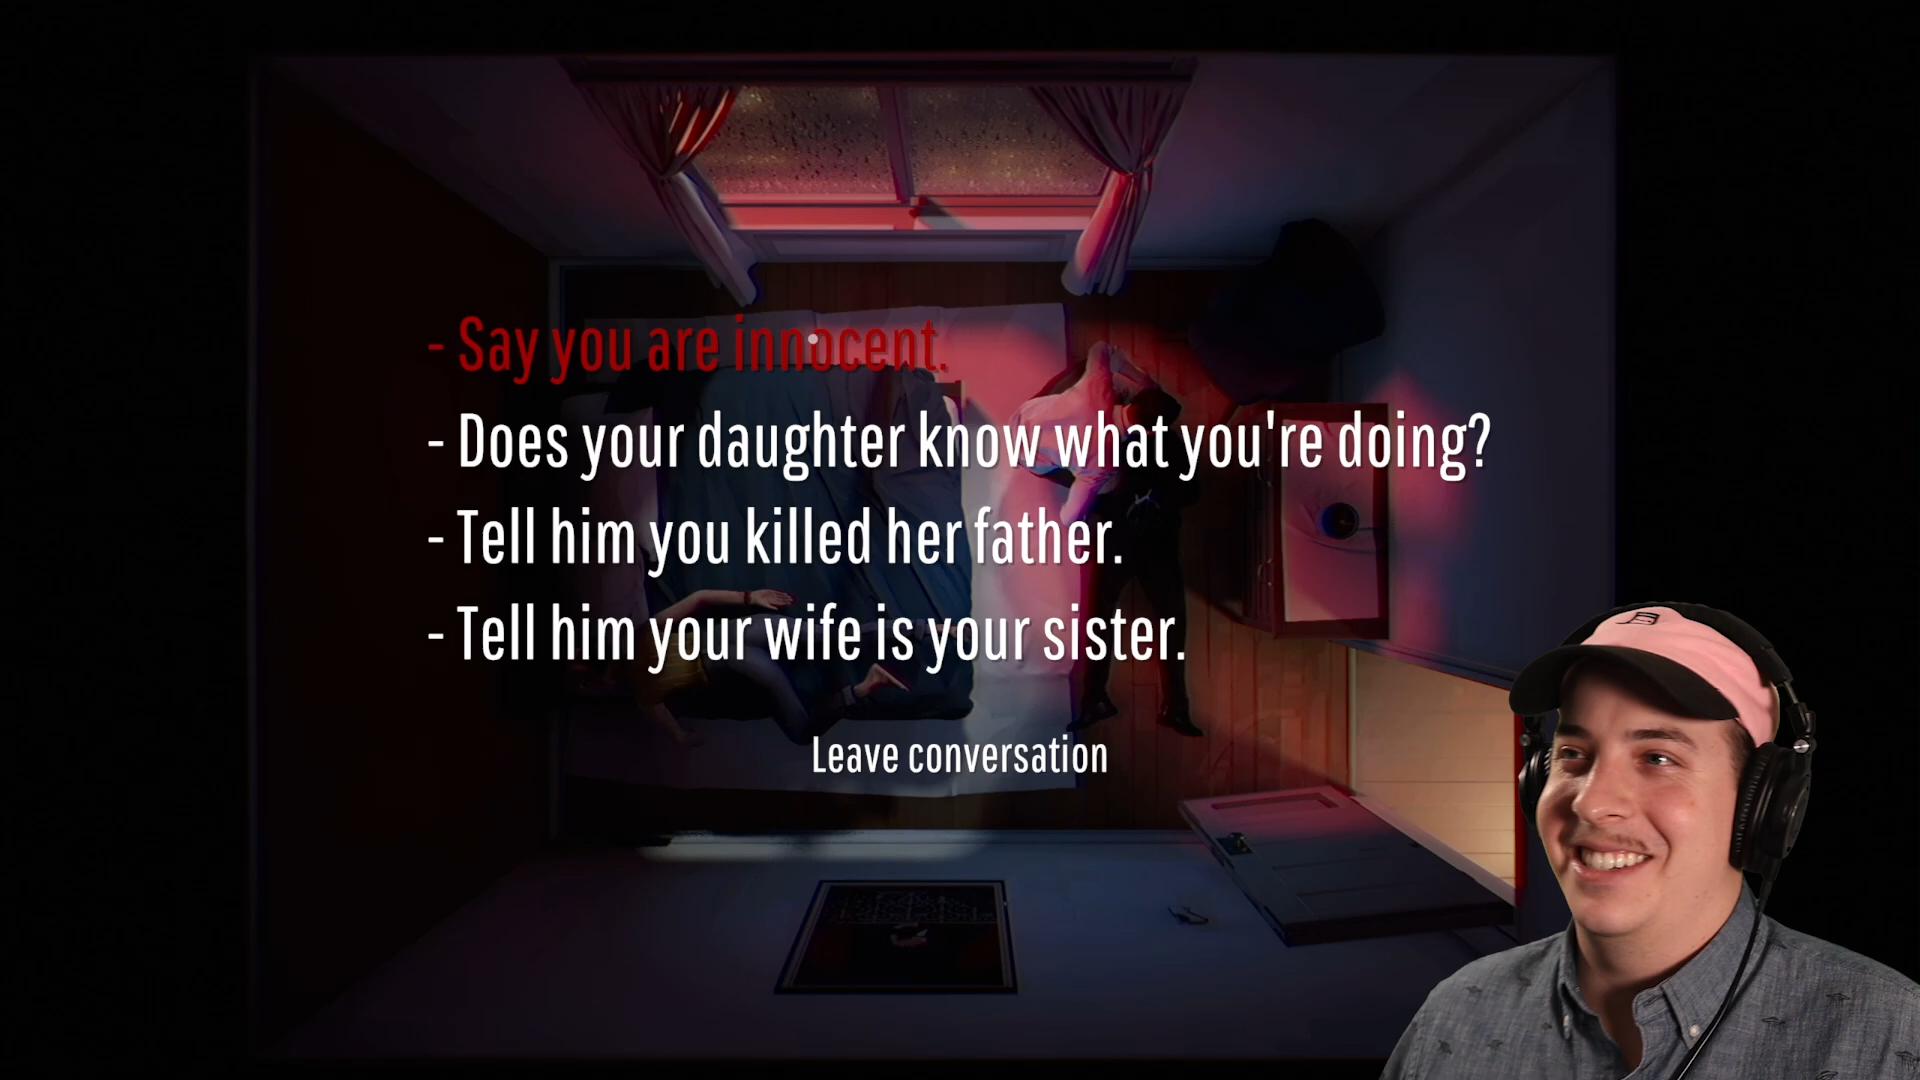 - Say you are innocent.
- Does your daughter know what you're doing?
- Tell him you killed her father.
- Tell him your wife is your sister.
Leave conversation